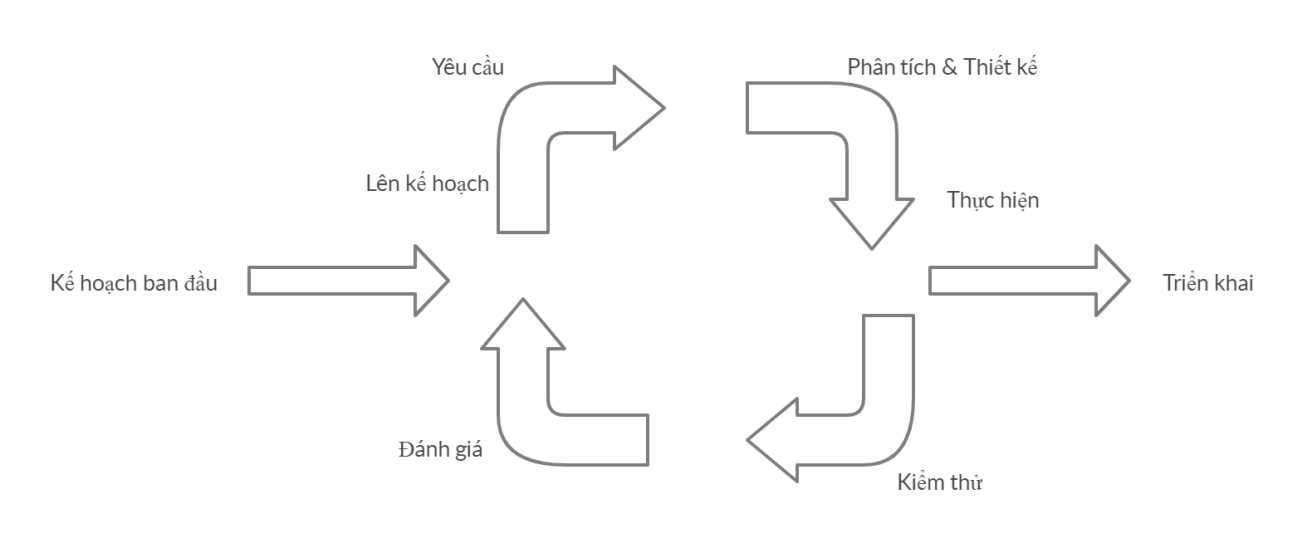 Yêu cầu
Phân tích & Thiết kế
Lên kế hoạch
Thực hiện
Kế hoạch ban đầu
Triển khai
Đánh giá
Kiểm thử